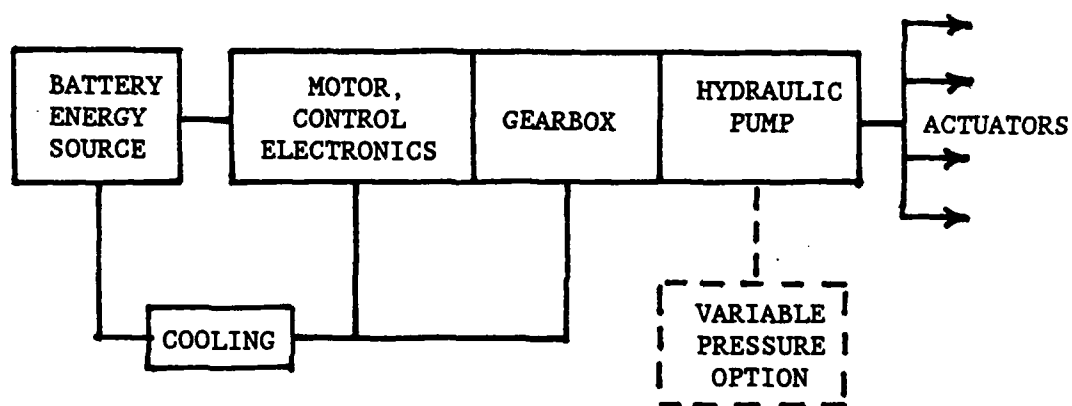 BATTERY
ENERGY
SOURCE
MOTOR,
CONTROL
ELECTRONICS
GEARBOX
HYDRAULIC
PUMP
ACTUATORS
COOLING
VARIABLE
PRESSURE
OPTION